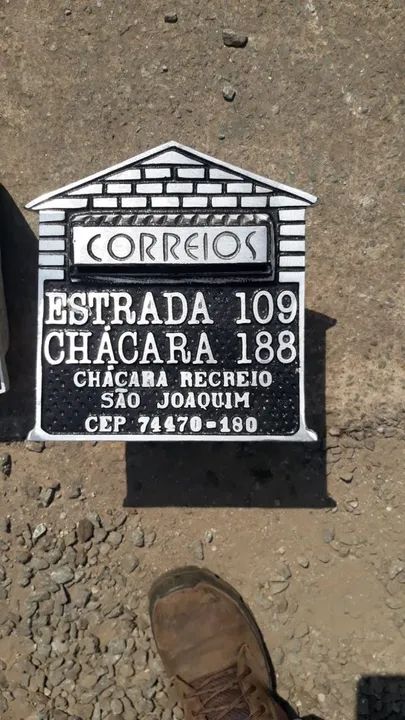 CORREIOS
ESTRADA 109
CHÁCARA 188
CHÁCARA RECREIO
SÃO JOAQUIM
CEP 74470-180